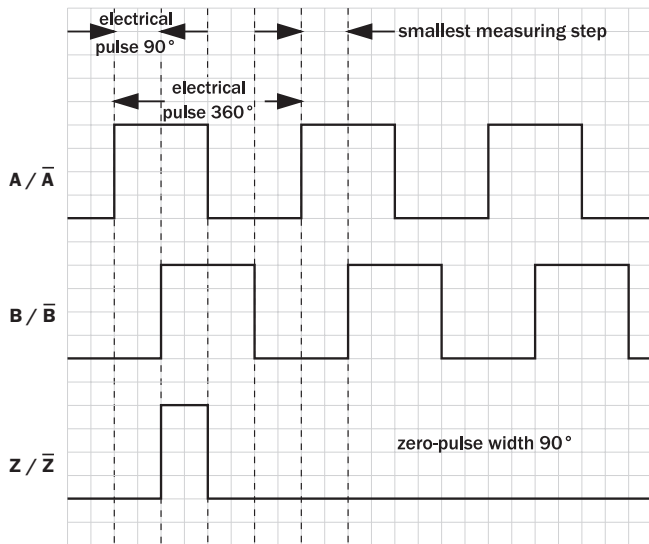 electrical
pulse 90°
smallest measuring step
electrical
pulse 360°
A / A̅
B / B̅
Z / Z̅
zero-pulse width 90°